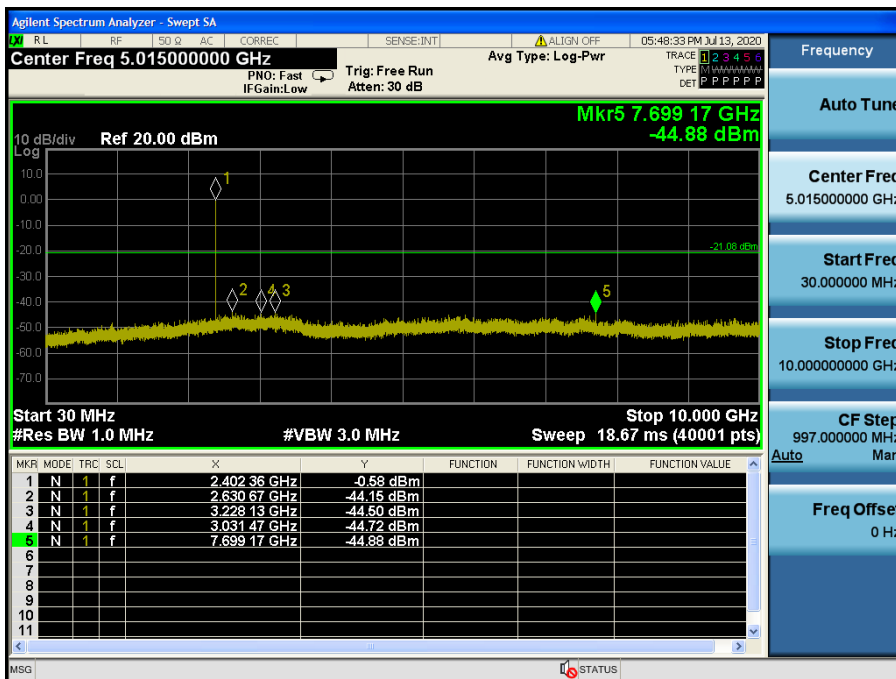 Agilent Spectrum Analyzer - Swept SA
LXI RL RF 50 Ω AC CORREC SENSE:INT ALIGN OFF 05:48:33 PM Jul 13, 2020
Center Freq 5.015000000 GHz
PNO: Fast
IFGain:Low
Trig: Free Run
Atten: 30 dB
Avg Type: Log-Pwr
TRACE 1 2 3 4 5 6
TYPE M WWWWW
DET P P P P P P
Mkr5 7.699 17 GHz
-44.88 dBm
10 dB/div
Log
Ref 20.00 dBm
10.0
0.00
-10.0
-20.0
-30.0
-40.0
-50.0
-60.0
-70.0
1
2
4
3
5
-21.08 dBm
Start 30 MHz
Stop 10.000 GHz
#Res BW 1.0 MHz
#VBW 3.0 MHz
Sweep 18.67 ms (40001 pts)
MKR MODE TRC SCL X Y FUNCTION FUNCTION WIDTH FUNCTION VALUE
1 N 1 f 2.402 36 GHz -0.58 dBm
2 N 1 f 2.630 67 GHz -44.15 dBm
3 N 1 f 3.228 13 GHz -44.50 dBm
4 N 1 f 3.031 47 GHz -44.72 dBm
5 N 1 f 7.699 17 GHz -44.88 dBm
6
7
8
9
10
11
MSG
STATUS
Frequency
Auto Tune
Center Freq
5.015000000 GHz
Start Freq
30.000000 MHz
Stop Freq
10.000000000 GHz
CF Step
997.000000 MHz
Auto Man
Freq Offset
0 Hz